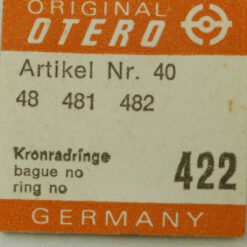 ORIGINAL
OTERO
Artikel Nr. 40
48 481 482
Kronradringe
bague no
ring no
422
GERMANY